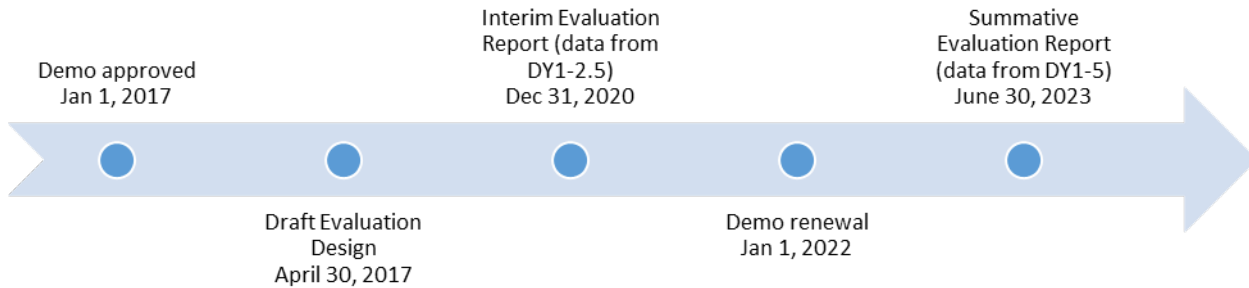 Demo approved
Jan 1, 2017
Draft Evaluation
Design
April 30, 2017
Interim Evaluation
Report (data from
DY1-2.5)
Dec 31, 2020
Demo renewal
Jan 1, 2022
Summative
Evaluation Report
(data from DY1-5)
June 30, 2023